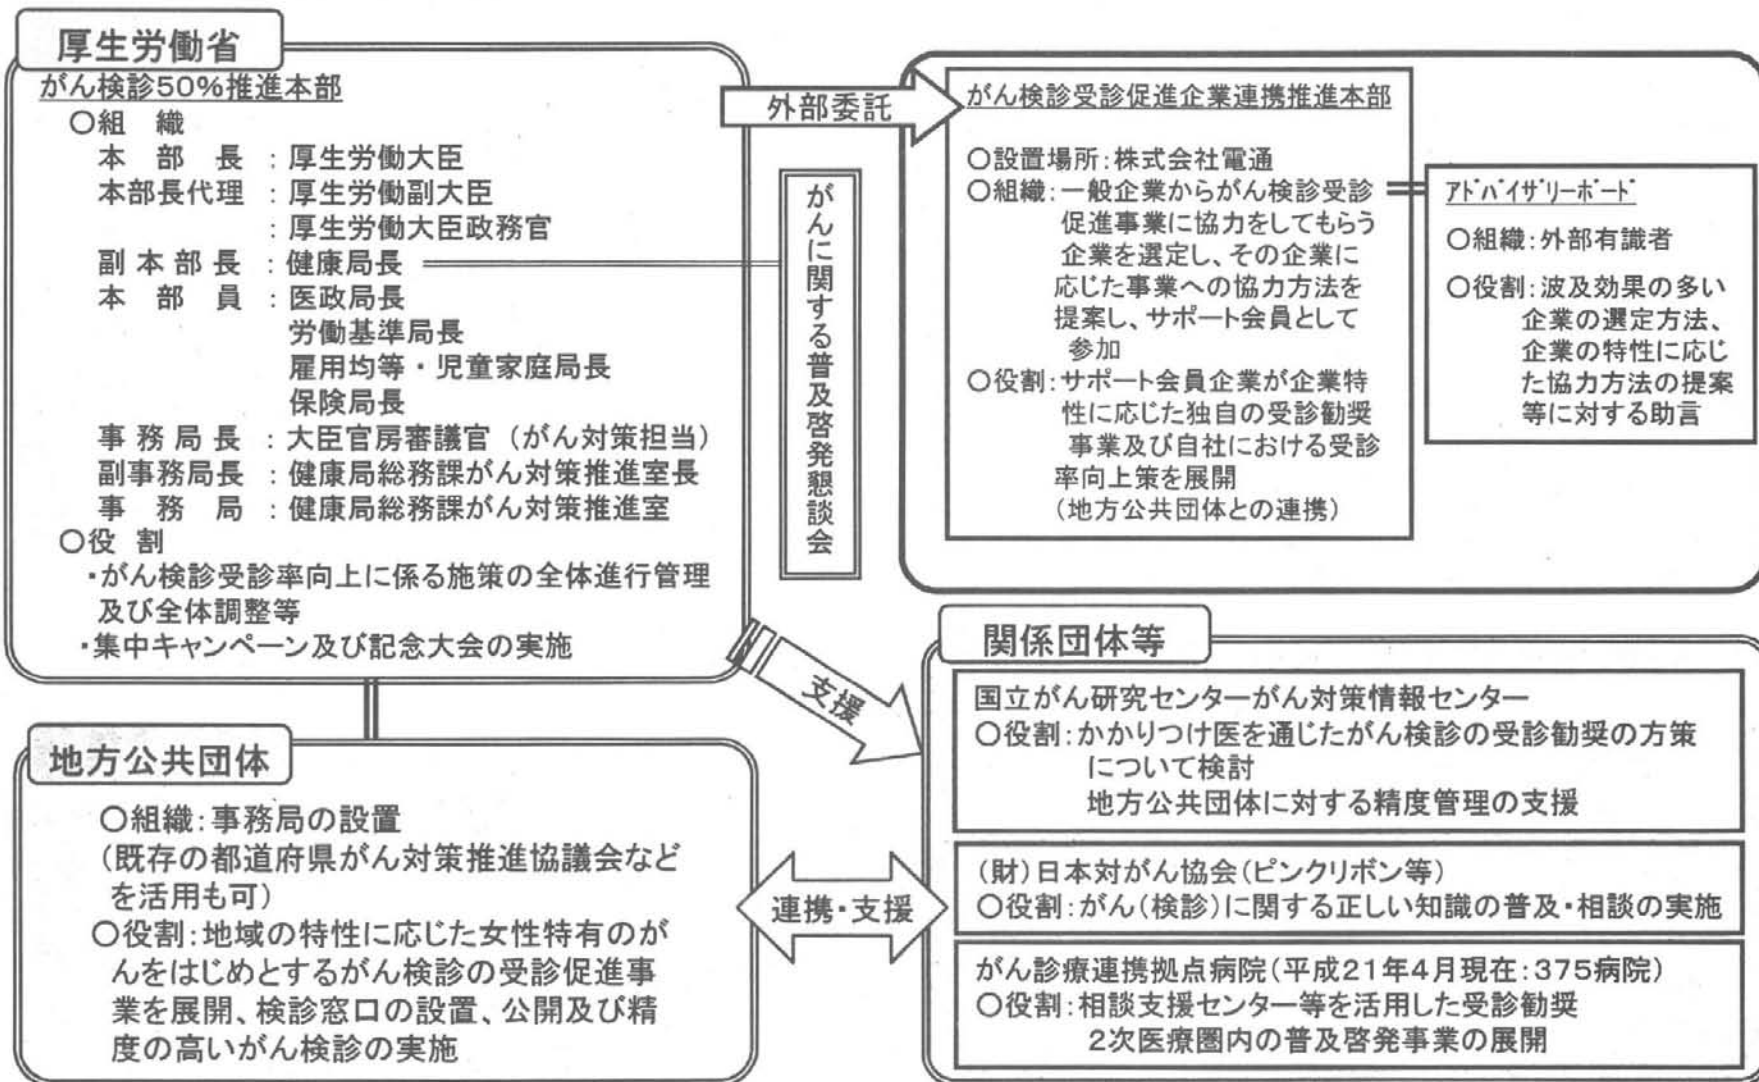 厚生労働省
がん検診50%推進本部
○組 織
本 部 長 : 厚生労働大臣
本部長代理 : 厚生労働副大臣
: 厚生労働大臣政務官
副 本 部 長 : 健康局長
本 部 員 : 医政局長
労働基準局長
雇用均等・児童家庭局長
保険局長
事 務 局 長 : 大臣官房審議官 (がん対策担当)
副事務局長 : 健康局総務課がん対策推進室長
事 務 局 : 健康局総務課がん対策推進室
○役 割
・がん検診受診率向上に係る施策の全体進行管理
及び全体調整等
・集中キャンペーン及び記念大会の実施
外部委託
がんに関する普及啓発懇談会
がん検診受診促進企業連携推進本部
○設置場所:株式会社電通
○組織:一般企業からがん検診受診
促進事業に協力をしてもらう
企業を選定し、その企業に
応じた事業への協力方法を
提案し、サポート会員として
参加
○役割:サポート会員企業が企業特
性に応じた独自の受診勧奨
事業及び自社における受診
率向上策を展開
(地方公共団体との連携)
アドバイザリーボード
○組織:外部有識者
○役割:波及効果の多い
企業の選定方法、
企業の特性に応じ
た協力方法の提案
等に対する助言
支援
地方公共団体
○組織:事務局の設置
(既存の都道府県がん対策推進協議会など
を活用も可)
○役割:地域の特性に応じた女性特有のが
んをはじめとするがん検診の受診促進事
業を展開、検診窓口の設置、公開及び精
度の高いがん検診の実施
連携・支援
関係団体等
国立がん研究センターがん対策情報センター
○役割:かかりつけ医を通じたがん検診の受診勧奨の方策
について検討
地方公共団体に対する精度管理の支援
(財)日本対がん協会(ピンクリボン等)
○役割:がん(検診)に関する正しい知識の普及・相談の実施
がん診療連携拠点病院(平成21年4月現在:375病院)
○役割:相談支援センター等を活用した受診勧奨
2次医療圏内の普及啓発事業の展開